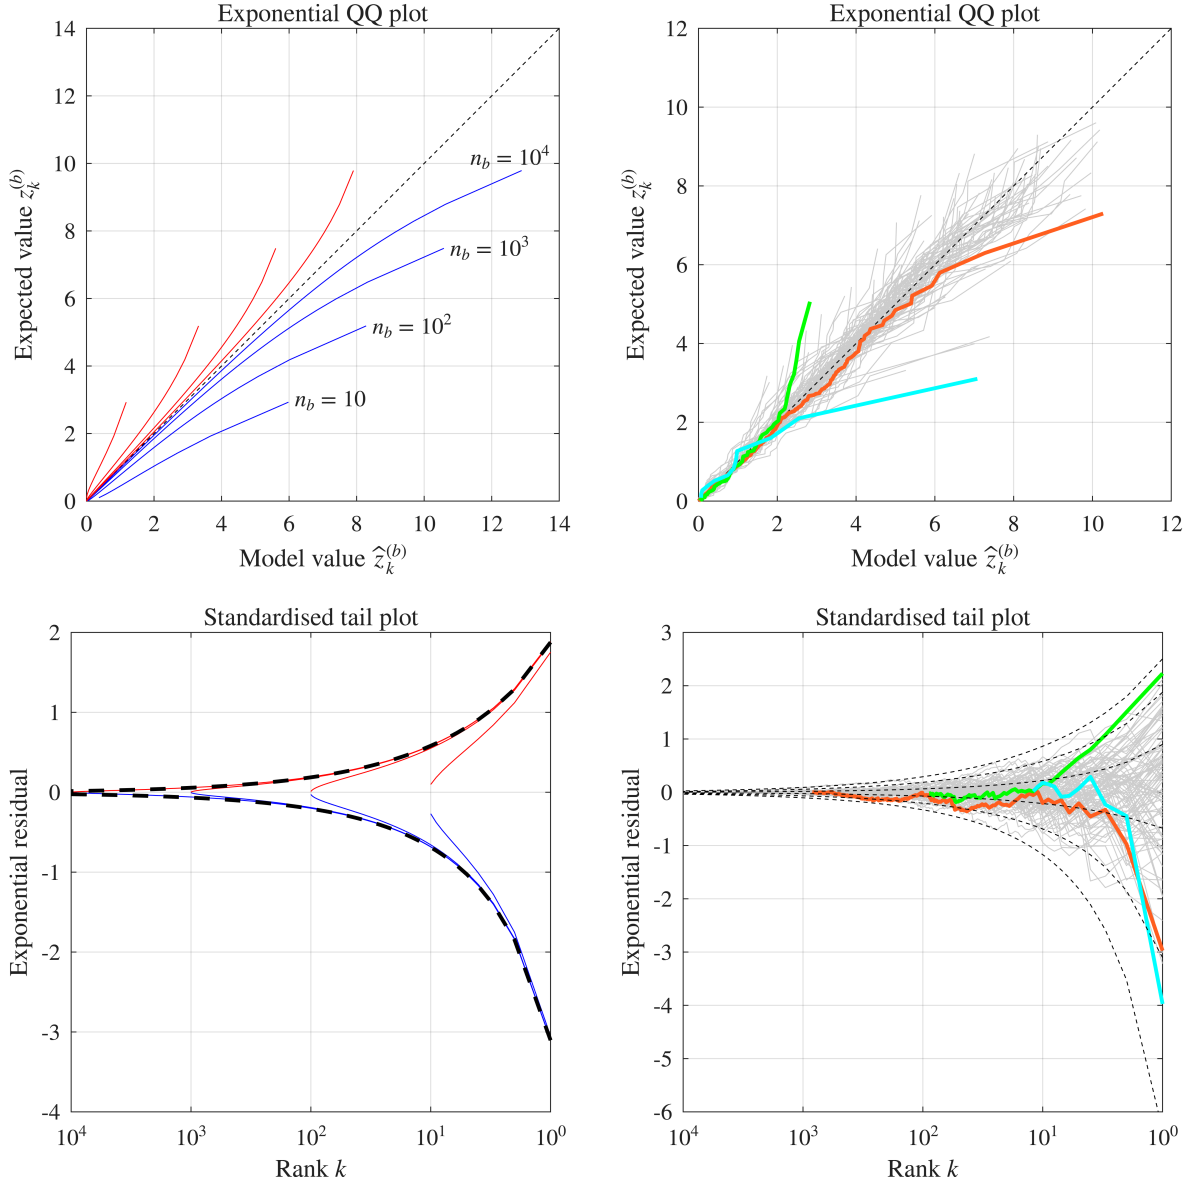 Exponential QQ plot
14
12
10
8
6
4
2
0
0 2 4 6 8 10 12 14
Expected value z_k^{(b)}
Model value \hat{z}_k^{(b)}
n_b = 10^4
n_b = 10^3
n_b = 10^2
n_b = 10
Exponential QQ plot
12
10
8
6
4
2
0
0 2 4 6 8 10 12
Expected value z_k^{(b)}
Model value \hat{z}_k^{(b)}
Standardised tail plot
2
1
0
-1
-2
-3
-4
10^4 10^3 10^2 10^1 10^0
Exponential residual
Rank k
Standardised tail plot
3
2
1
0
-1
-2
-3
-4
-5
-6
10^4 10^3 10^2 10^1 10^0
Exponential residual
Rank k